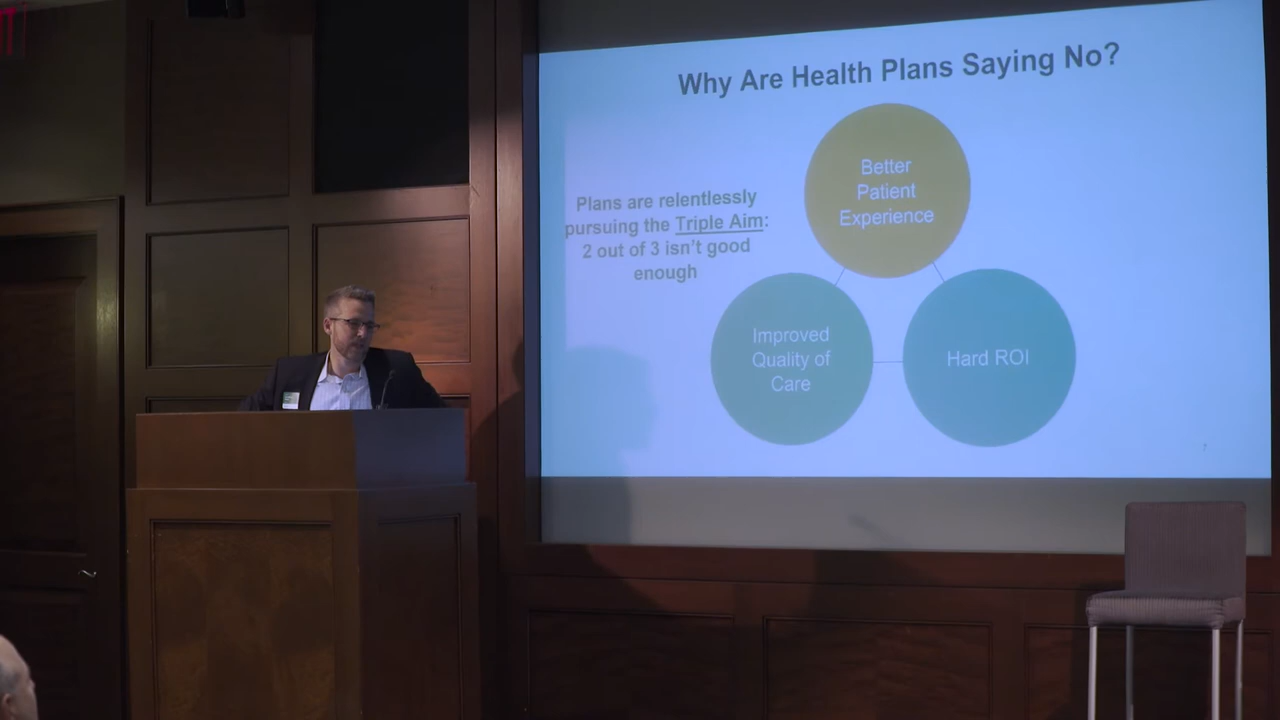 Why Are Health Plans Saying No?
Plans are relentlessly
pursuing the Triple Aim:
2 out of 3 isn't good
enough
Better
Patient
Experience
Improved
Quality of
Care
Hard ROI